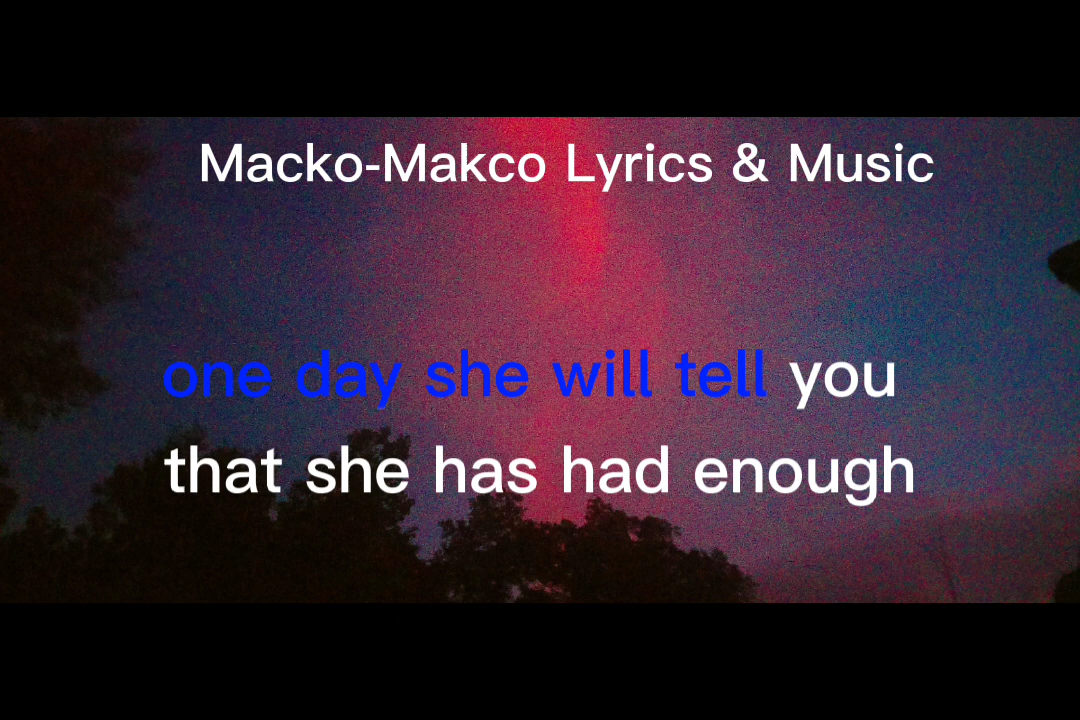 Macko-Makco Lyrics & Music
one day she will tell you
that she has had enough